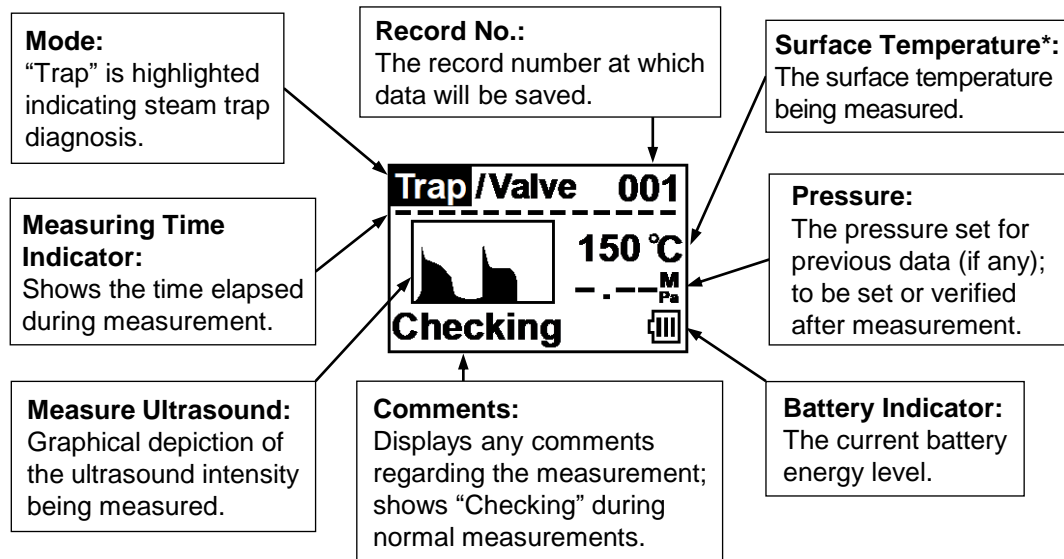 Mode:
“Trap” is highlighted
indicating steam trap
diagnosis.
Record No.:
The record number at which
data will be saved.
Surface Temperature*:
The surface temperature
being measured.
Measuring Time
Indicator:
Shows the time elapsed
during measurement.
Trap/Valve 001
150 °C
--.-- M
Pa
Checking
Pressure:
The pressure set for
previous data (if any);
to be set or verified
after measurement.
Measure Ultrasound:
Graphical depiction of
the ultrasound intensity
being measured.
Comments:
Displays any comments
regarding the measurement;
shows “Checking” during
normal measurements.
Battery Indicator:
The current battery
energy level.